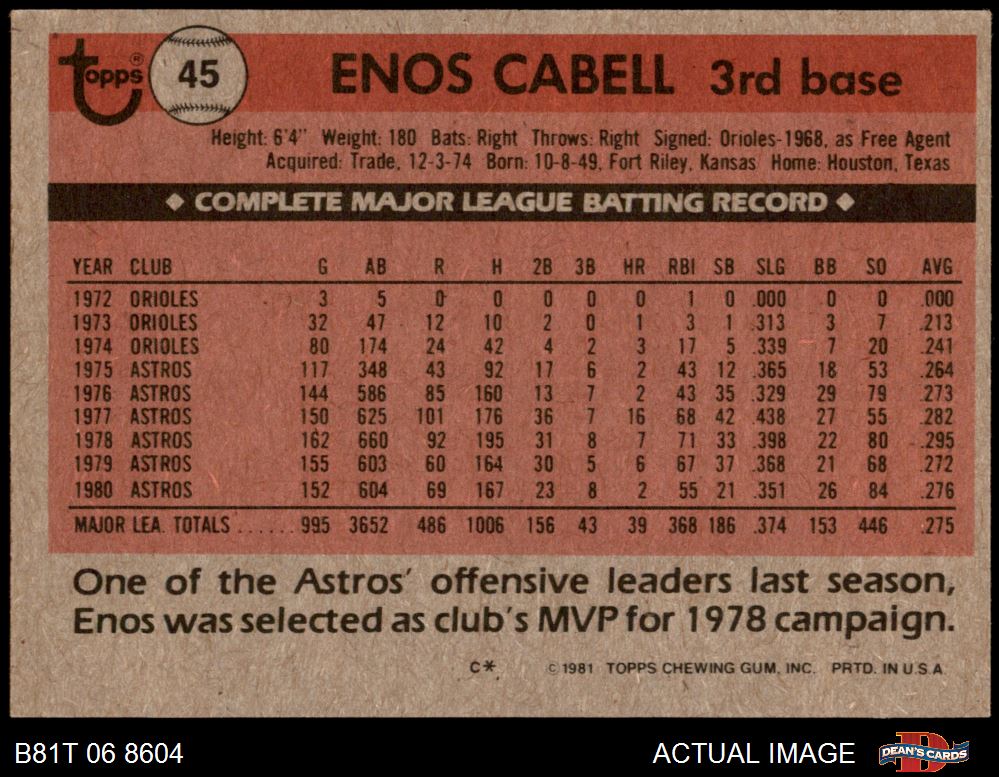 topps® 45 ENOS CABELL 3rd base
Height: 6'4" Weight: 180 Bats: Right Throws: Right Signed: Orioles-1968, as Free Agent
Acquired: Trade, 12-3-74 Born: 10-8-49, Fort Riley, Kansas Home: Houston, Texas
◆ COMPLETE MAJOR LEAGUE BATTING RECORD ◆
YEAR CLUB G AB R H 2B 3B HR RBI SB SLG BB SO AVG
1972 ORIOLES 3 5 0 0 0 0 0 1 0 .000 0 0 .000
1973 ORIOLES 32 47 12 10 2 0 1 3 1 .313 3 7 .213
1974 ORIOLES 80 174 24 42 4 2 3 17 5 .339 7 20 .241
1975 ASTROS 117 348 43 92 17 6 2 43 12 .365 18 53 .264
1976 ASTROS 144 586 85 160 13 7 2 43 35 .329 29 79 .273
1977 ASTROS 150 625 101 176 36 7 16 68 42 .438 27 55 .282
1978 ASTROS 162 660 92 195 31 8 7 71 33 .398 22 80 .295
1979 ASTROS 155 603 60 164 30 5 6 67 37 .368 21 68 .272
1980 ASTROS 152 604 69 167 23 8 2 55 21 .351 26 84 .276
MAJOR LEA. TOTALS ...... 995 3652 486 1006 156 43 39 368 186 .374 153 446 .275
One of the Astros' offensive leaders last season,
Enos was selected as club's MVP for 1978 campaign.
C* © 1981 TOPPS CHEWING GUM, INC. PRTD. IN U.S.A.
B81T 06 8604 ACTUAL IMAGE DEAN'S CARDS